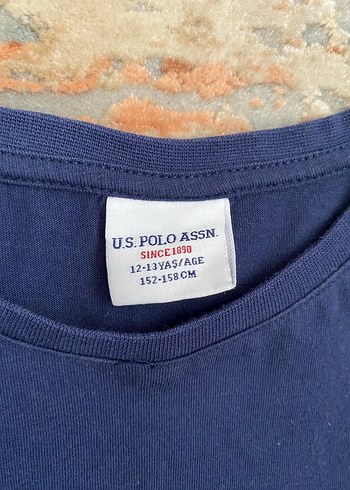 U.S. POLO ASSN.
SINCE 1890
12-13 YAŞ/AGE
152-158 CM